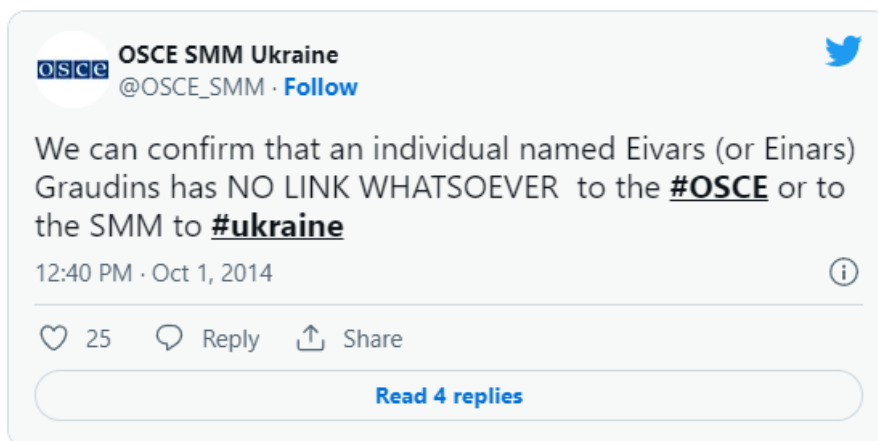 OSCE SMM Ukraine
osce
@OSCE_SMM · Follow
We can confirm that an individual named Eivars (or Einars)
Graudins has NO LINK WHATSOEVER to the #OSCE or to
the SMM to #ukraine
12:40 PM · Oct 1, 2014
25 Reply Share
Read 4 replies